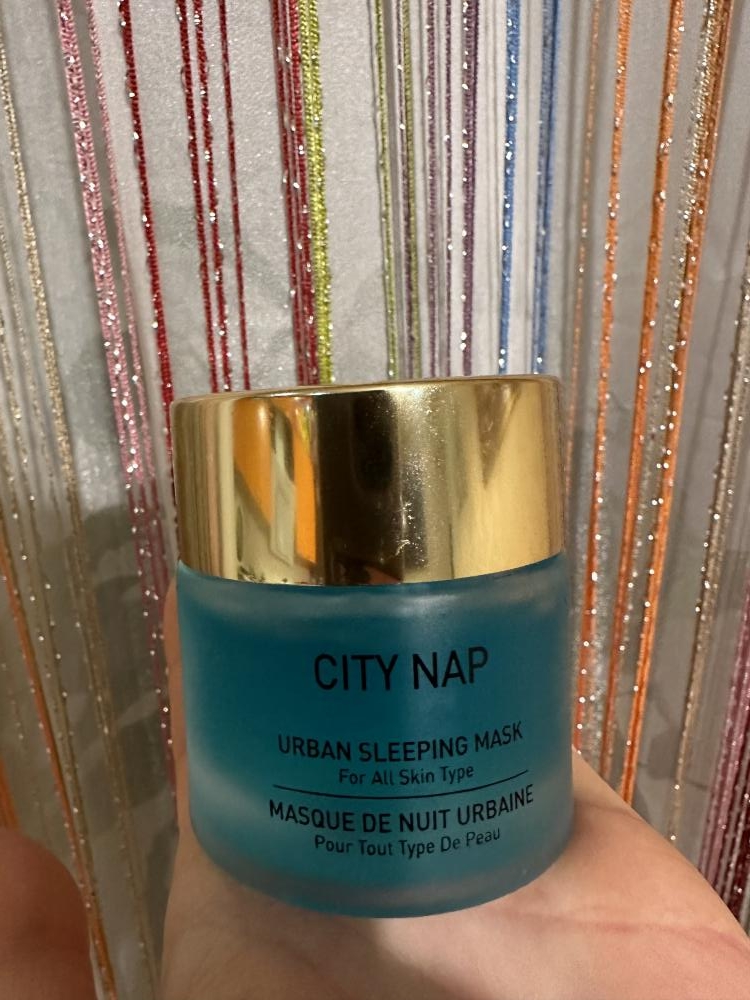 CITY NAP
URBAN SLEEPING MASK
For All Skin Type
MASQUE DE NUIT URBAINE
Pour Tout Type De Peau